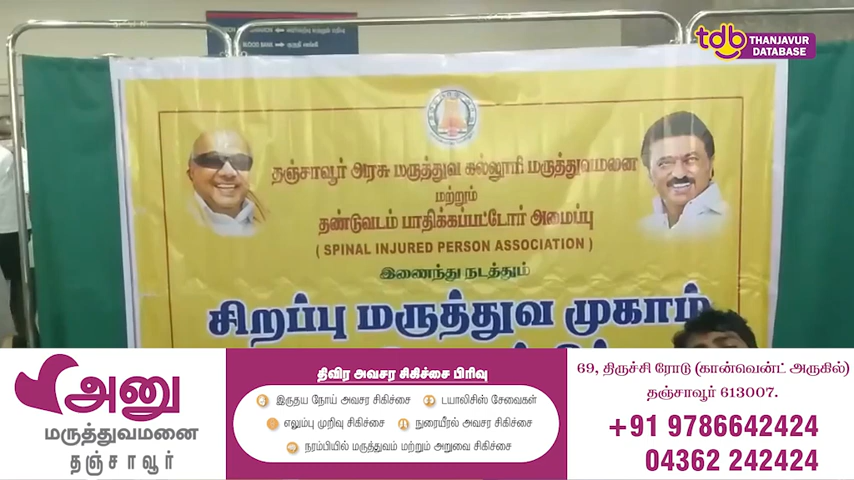 tdb THANJAVUR
DATABASE
BLOOD BANK
தஞ்சாவூர் அரசு மருத்துவ கல்லூரி மருத்துவமனை
மற்றும்
தண்டுவடம் பாதிக்கப்பட்டோர் அமைப்பு
( SPINAL INJURED PERSON ASSOCIATION )
இணைந்து நடத்தும்
சிறப்பு மருத்துவ முகாம்
அனு
மருத்துவமனை
தஞ்சாவூர்
தீவிர அவசர சிகிச்சை பிரிவு
இருதய நோய் அவசர சிகிச்சை
டயாலிசிஸ் சேவைகள்
எலும்பு முறிவு சிகிச்சை
நுரையீரல் அவசர சிகிச்சை
நரம்பியல் மருத்துவம் மற்றும் அறுவை சிகிச்சை
69, திருச்சி ரோடு (கான்வென்ட் அருகில்)
தஞ்சாவூர் 613007.
+91 9786642424
04362 242424